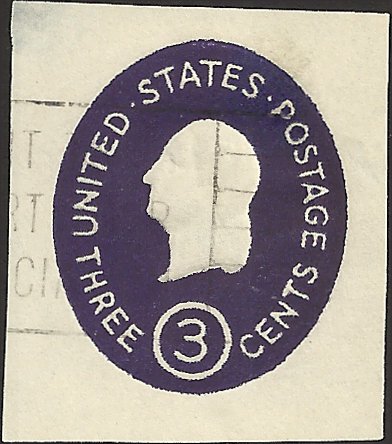 UNITED · STATES · POSTAGE
THREE 3 CENTS